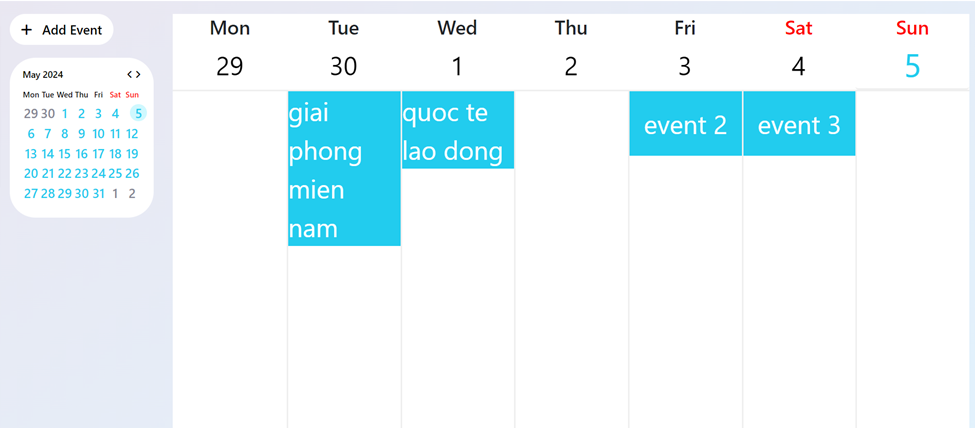 + Add Event
May 2024 < >
Mon Tue Wed Thu Fri Sat Sun
29 30 1 2 3 4 5
6 7 8 9 10 11 12
13 14 15 16 17 18 19
20 21 22 23 24 25 26
27 28 29 30 31 1 2
Mon Tue Wed Thu Fri Sat Sun
29 30 1 2 3 4 5
giai
phong
mien
nam
quoc te
lao dong
event 2
event 3